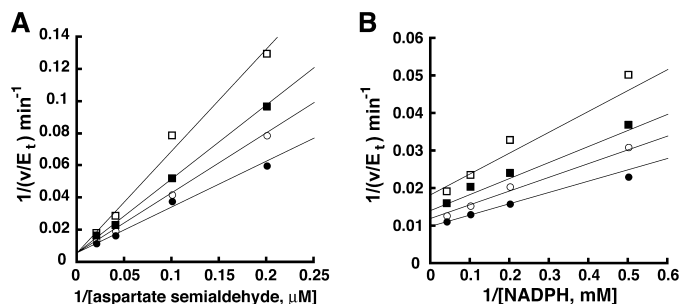 A
0.14
0.12
0.1
0.08
0.06
0.04
0.02
0
1/(v/Et) min-1
0 0.05 0.1 0.15 0.2 0.25
1/[aspartate semialdehyde, μM]
B
0.06
0.05
0.04
0.03
0.02
0.01
0
1/(v/Et) min-1
0 0.1 0.2 0.3 0.4 0.5 0.6
1/[NADPH, mM]